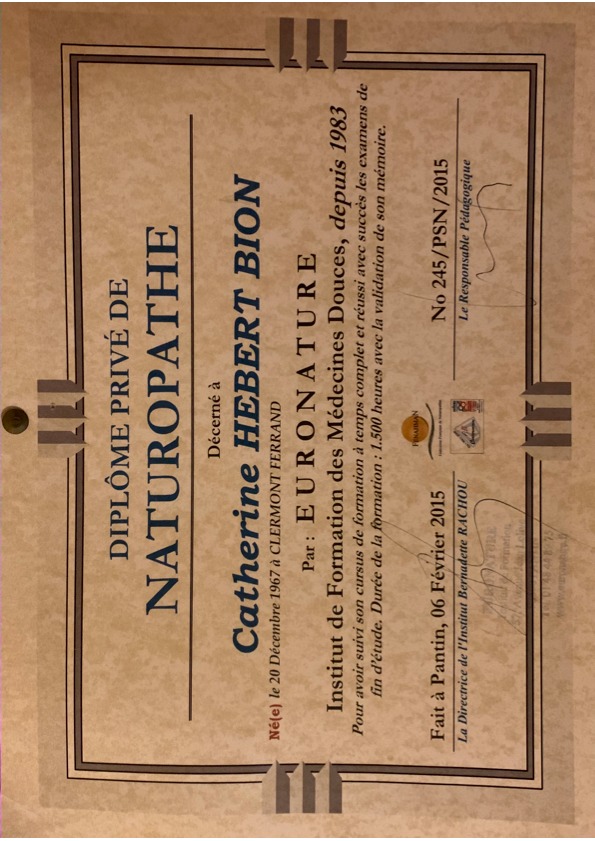 DIPLÔME PRIVÉ DE
NATUROPATHE
Décerné à
Catherine HEBERT BION
Né(e) le 20 Décembre 1967 à CLERMONT FERRAND
Par : EURONATURE
Institut de Formation des Médecines Douces, depuis 1983
Pour avoir suivi son cursus de formation à temps complet et réussi avec succès les examens de
fin d'étude. Durée de la formation : 1.500 heures avec la validation de son mémoire.
Fait à Pantin, 06 Février 2015
No 245/PSN/2015
La Directrice de l'Institut Bernadette RACHOU
Le Responsable Pédagogique